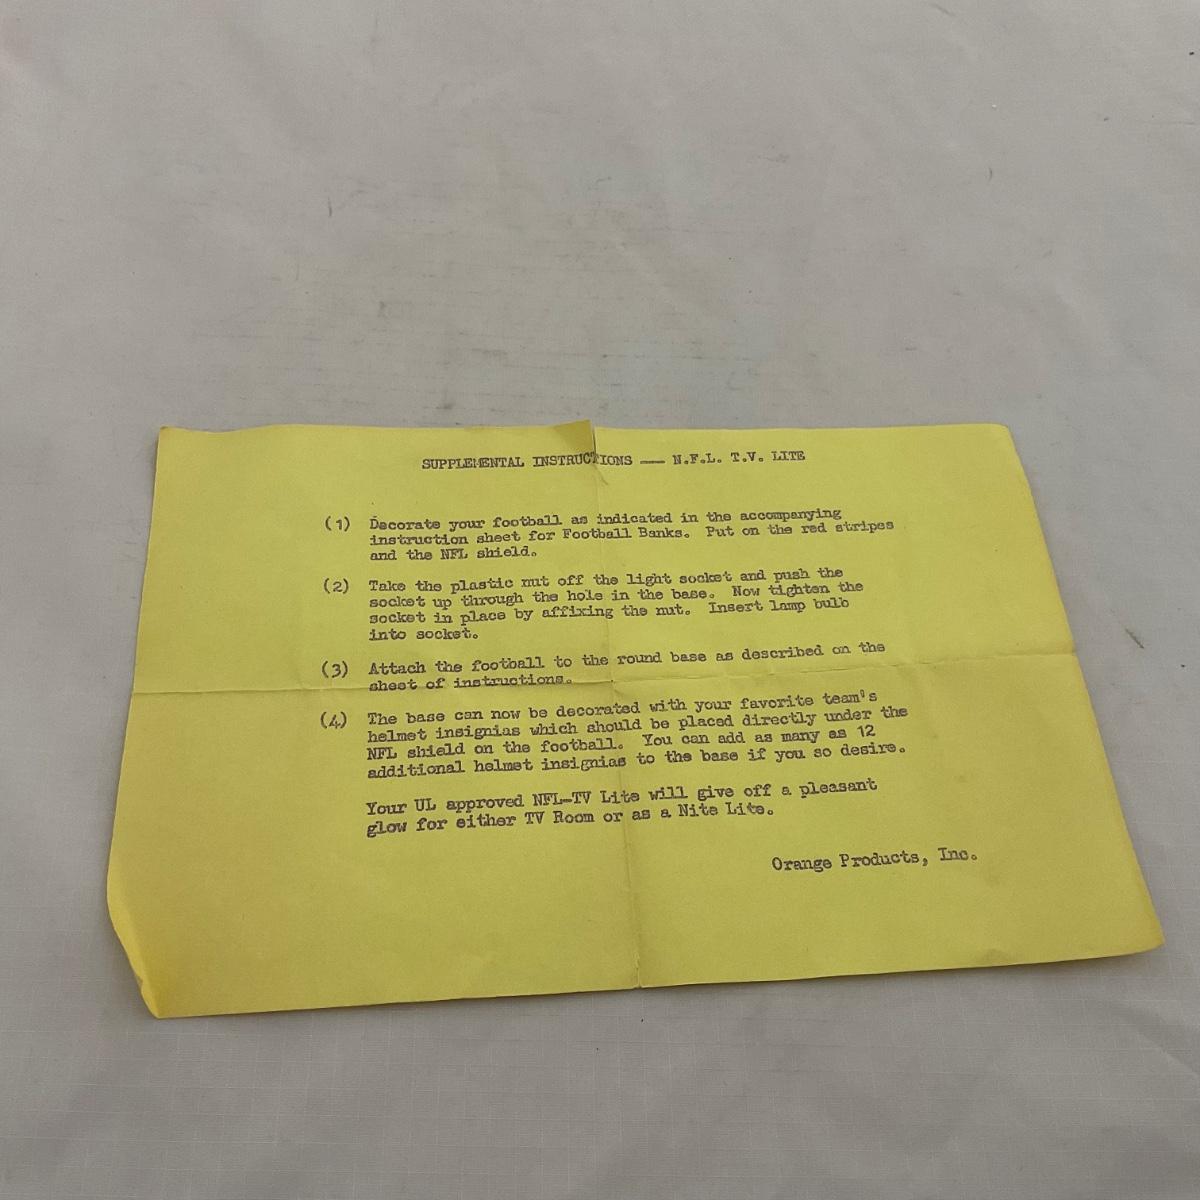 SUPPLEMENTAL INSTRUCTIONS — N.F.L. T.V. LITE
(1) Decorate your football as indicated in the accompanying
instruction sheet for Football Banks. Put on the red stripes
and the NFL shield.
(2) Take the plastic nut off the light socket and push the
socket up through the hole in the base. Now tighten the
socket in place by affixing the nut. Insert lamp bulb
into socket.
(3) Attach the football to the round base as described on the
sheet of instructions.
(4) The base can now be decorated with your favorite team's
helmet insignias which should be placed directly under the
NFL shield on the football. You can add as many as 12
additional helmet insignias to the base if you so desire.
Your UL approved NFL-TV Lite will give off a pleasant
glow for either TV Room or as a Nite Lite.
Orange Products, Inc.